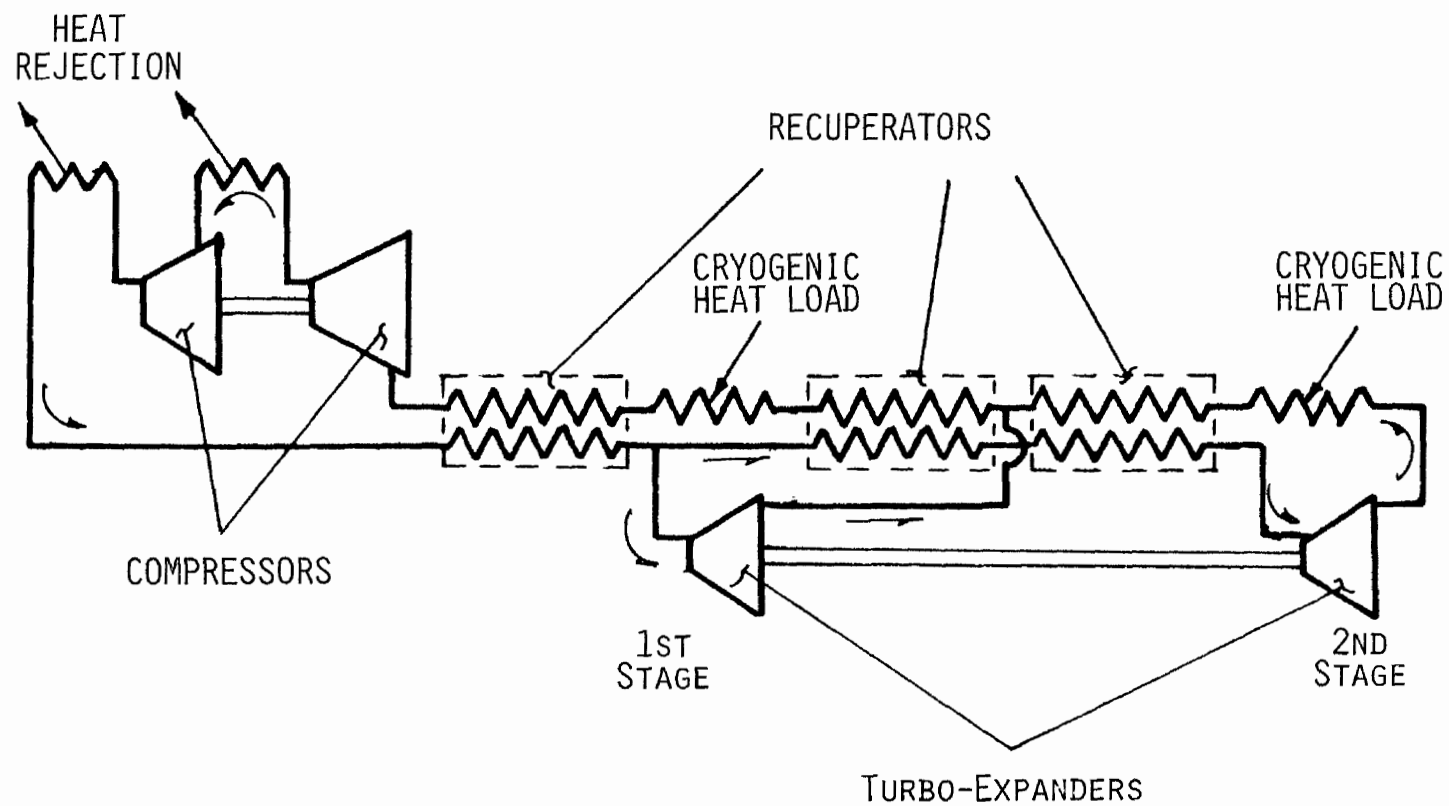 HEAT
REJECTION
RECUPERATORS
CRYOGENIC
HEAT LOAD
CRYOGENIC
HEAT LOAD
COMPRESSORS
1ST
STAGE
2ND
STAGE
TURBO-EXPANDERS